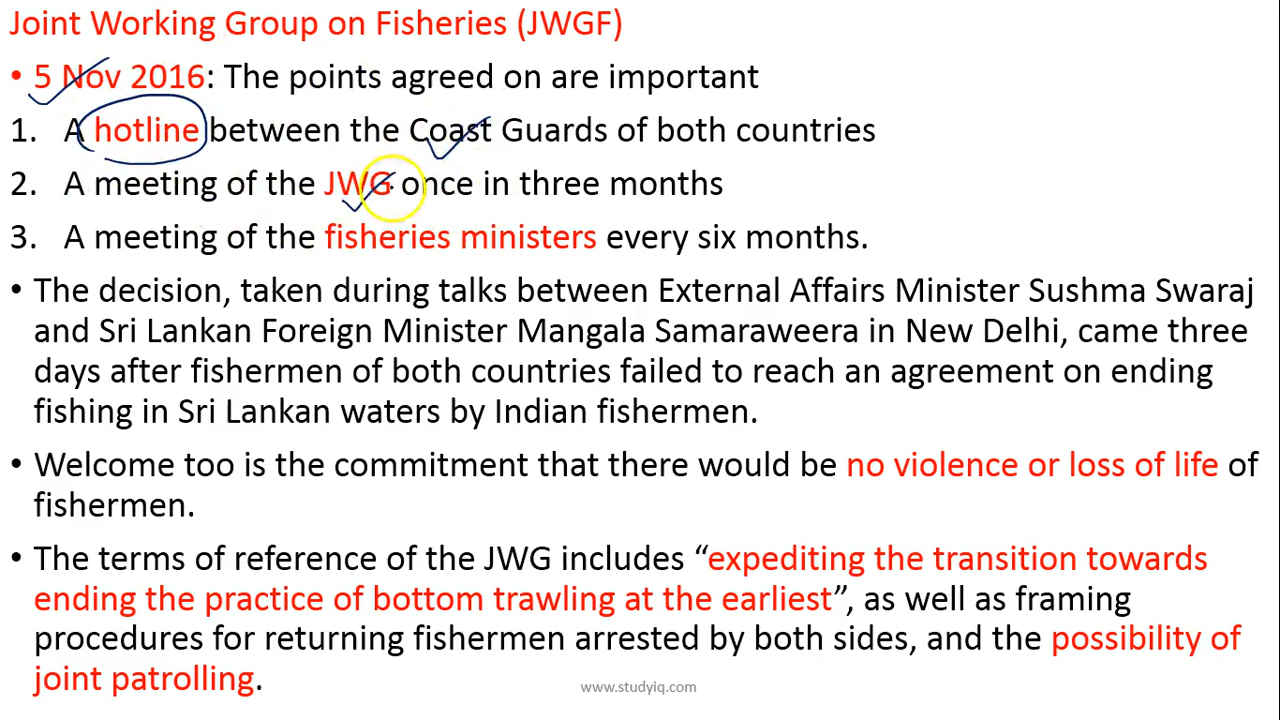 Joint Working Group on Fisheries (JWGF)
• 5 Nov 2016: The points agreed on are important
1. A hotline between the Coast Guards of both countries
2. A meeting of the JWG once in three months
3. A meeting of the fisheries ministers every six months.
• The decision, taken during talks between External Affairs Minister Sushma Swaraj
and Sri Lankan Foreign Minister Mangala Samaraweera in New Delhi, came three
days after fishermen of both countries failed to reach an agreement on ending
fishing in Sri Lankan waters by Indian fishermen.
• Welcome too is the commitment that there would be no violence or loss of life of
fishermen.
• The terms of reference of the JWG includes “expediting the transition towards
ending the practice of bottom trawling at the earliest”, as well as framing
procedures for returning fishermen arrested by both sides, and the possibility of
joint patrolling.
www.studyiq.com